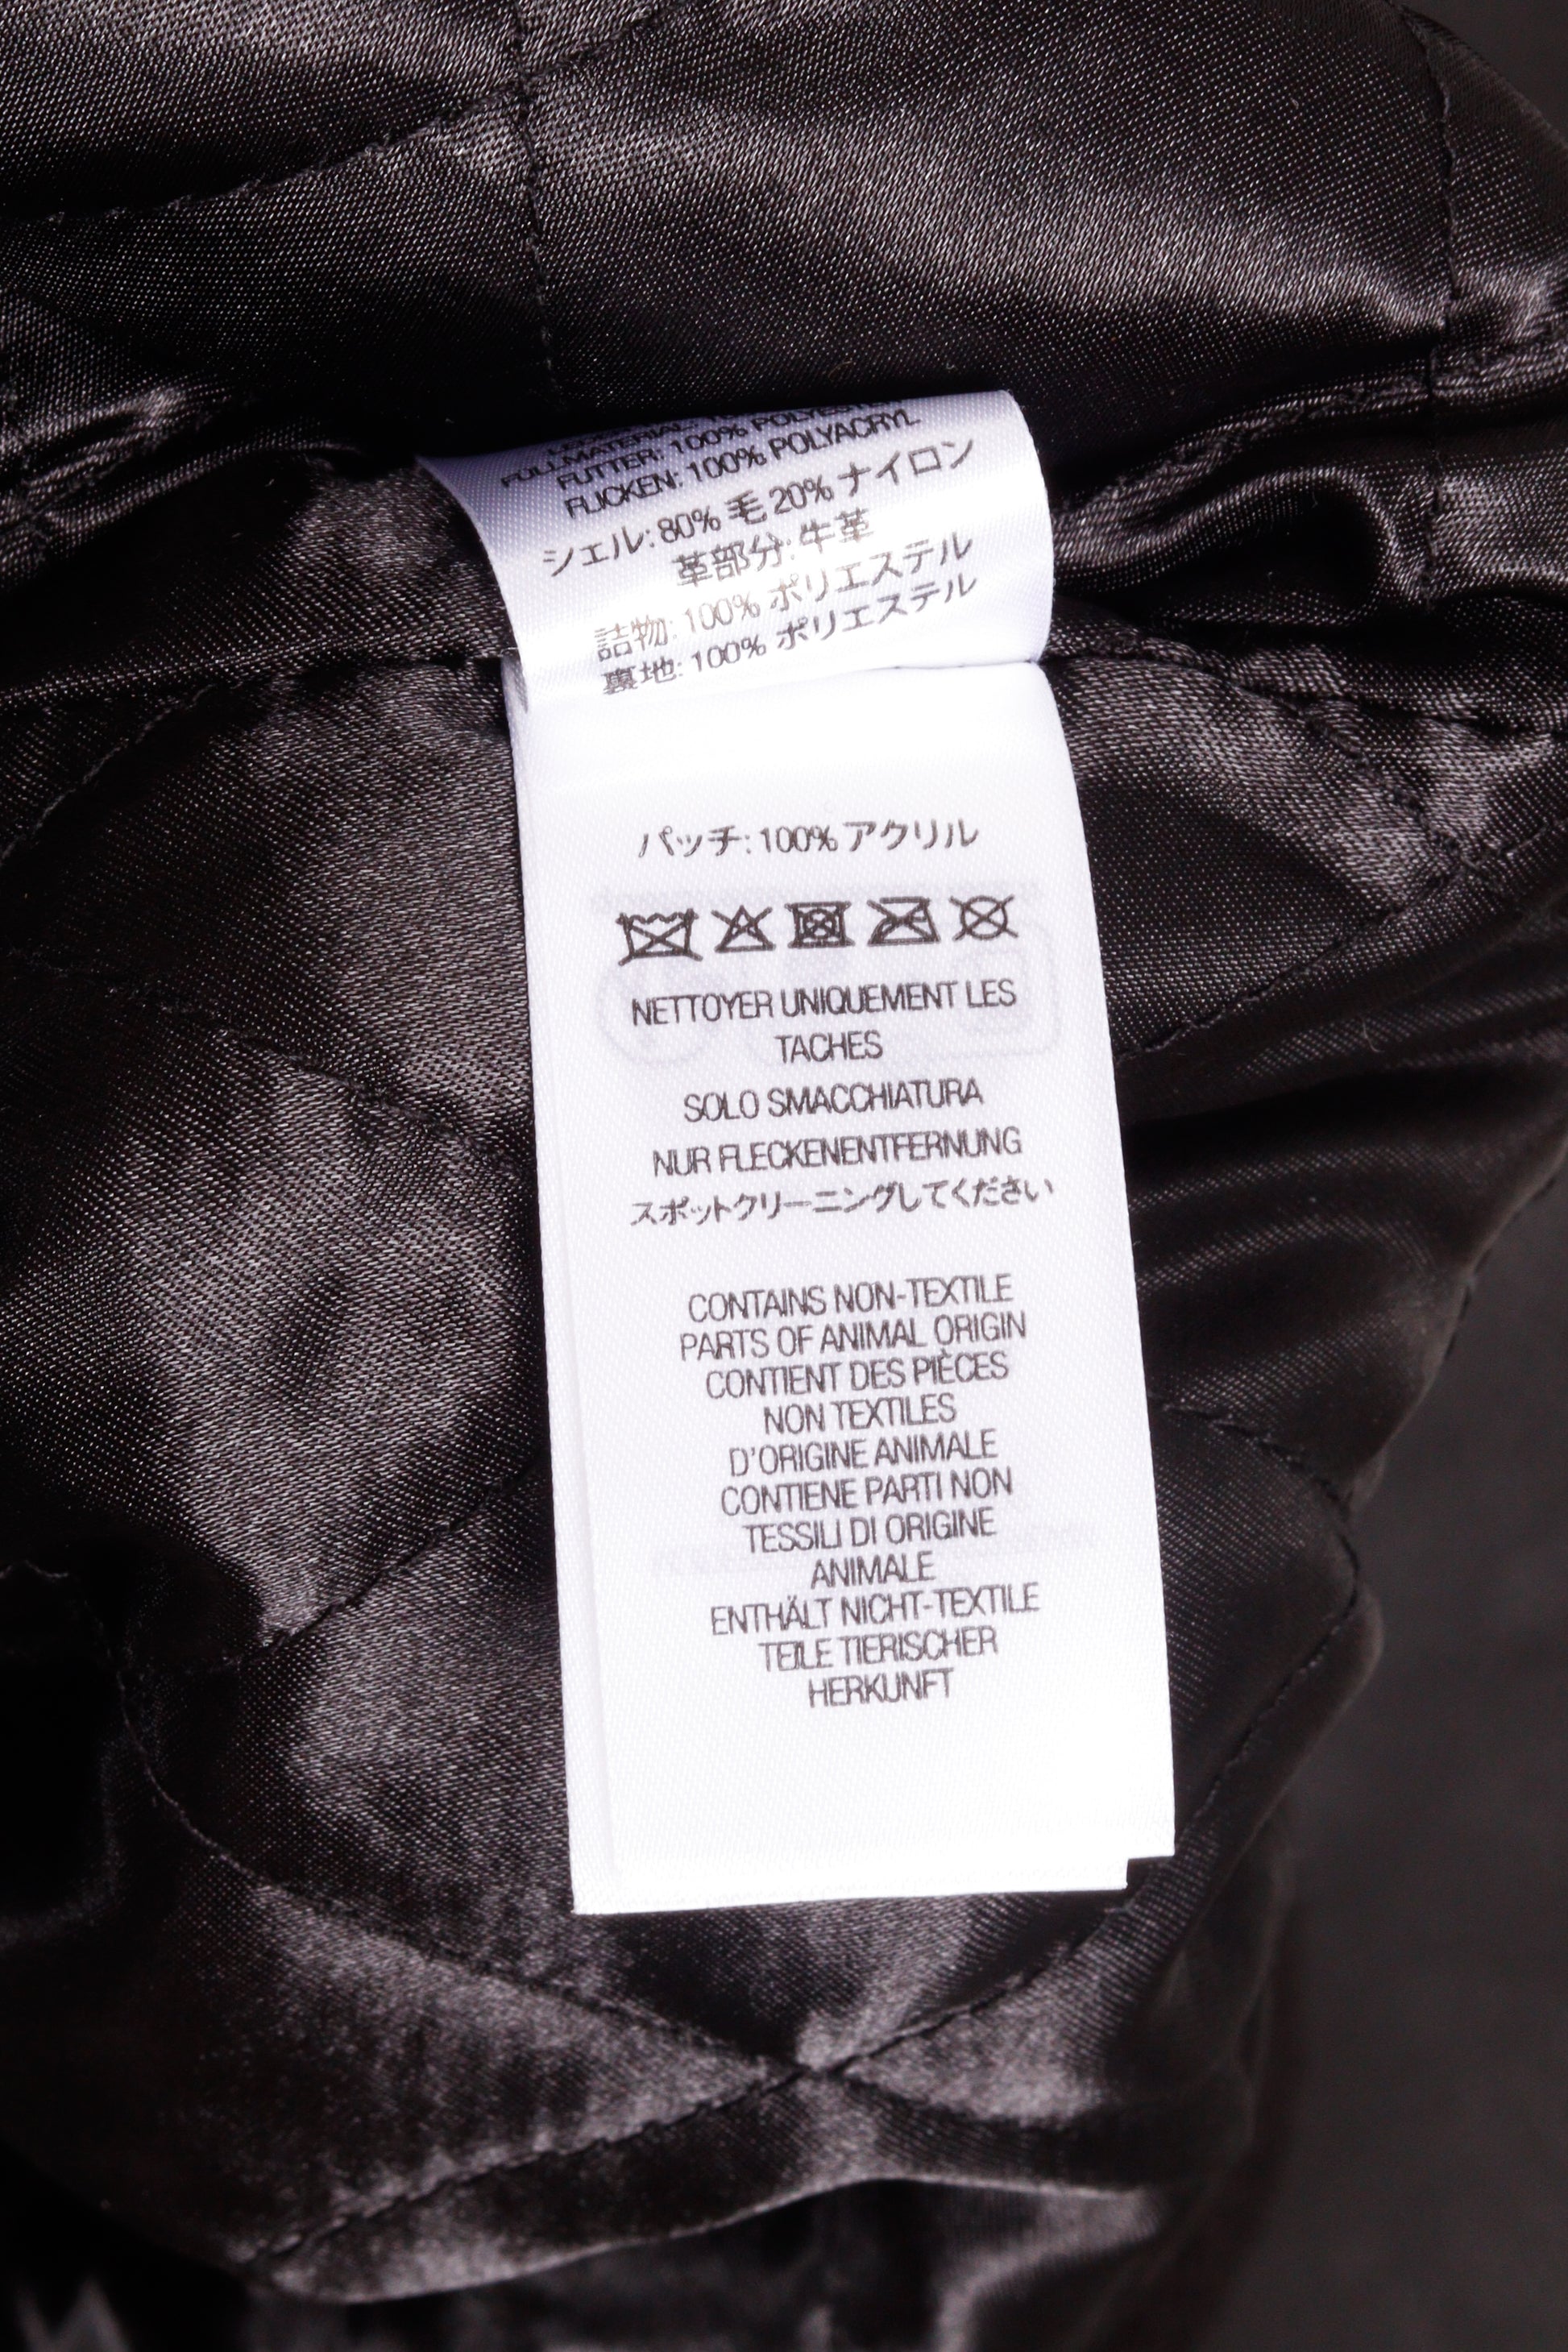 FÜLLMATERIAL: 100% POLYESTER
FUTTER: 100% POLYACRYL
FLICKEN: 100% POLYACRYL
シェル: 80% 毛 20% ナイロン
革部分: 牛革
詰物: 100% ポリエステル
裏地: 100% ポリエステル
パッチ: 100% アクリル
NETTOYER UNIQUEMENT LES
TACHES
SOLO SMACCHIATURA
NUR FLECKENENTFERNUNG
スポットクリーニングしてください
CONTAINS NON-TEXTILE
PARTS OF ANIMAL ORIGIN
CONTIENT DES PIÈCES
NON TEXTILES
D'ORIGINE ANIMALE
CONTIENE PARTI NON
TESSILI DI ORIGINE
ANIMALE
ENTHÄLT NICHT-TEXTILE
TEILE TIERISCHER
HERKUNFT